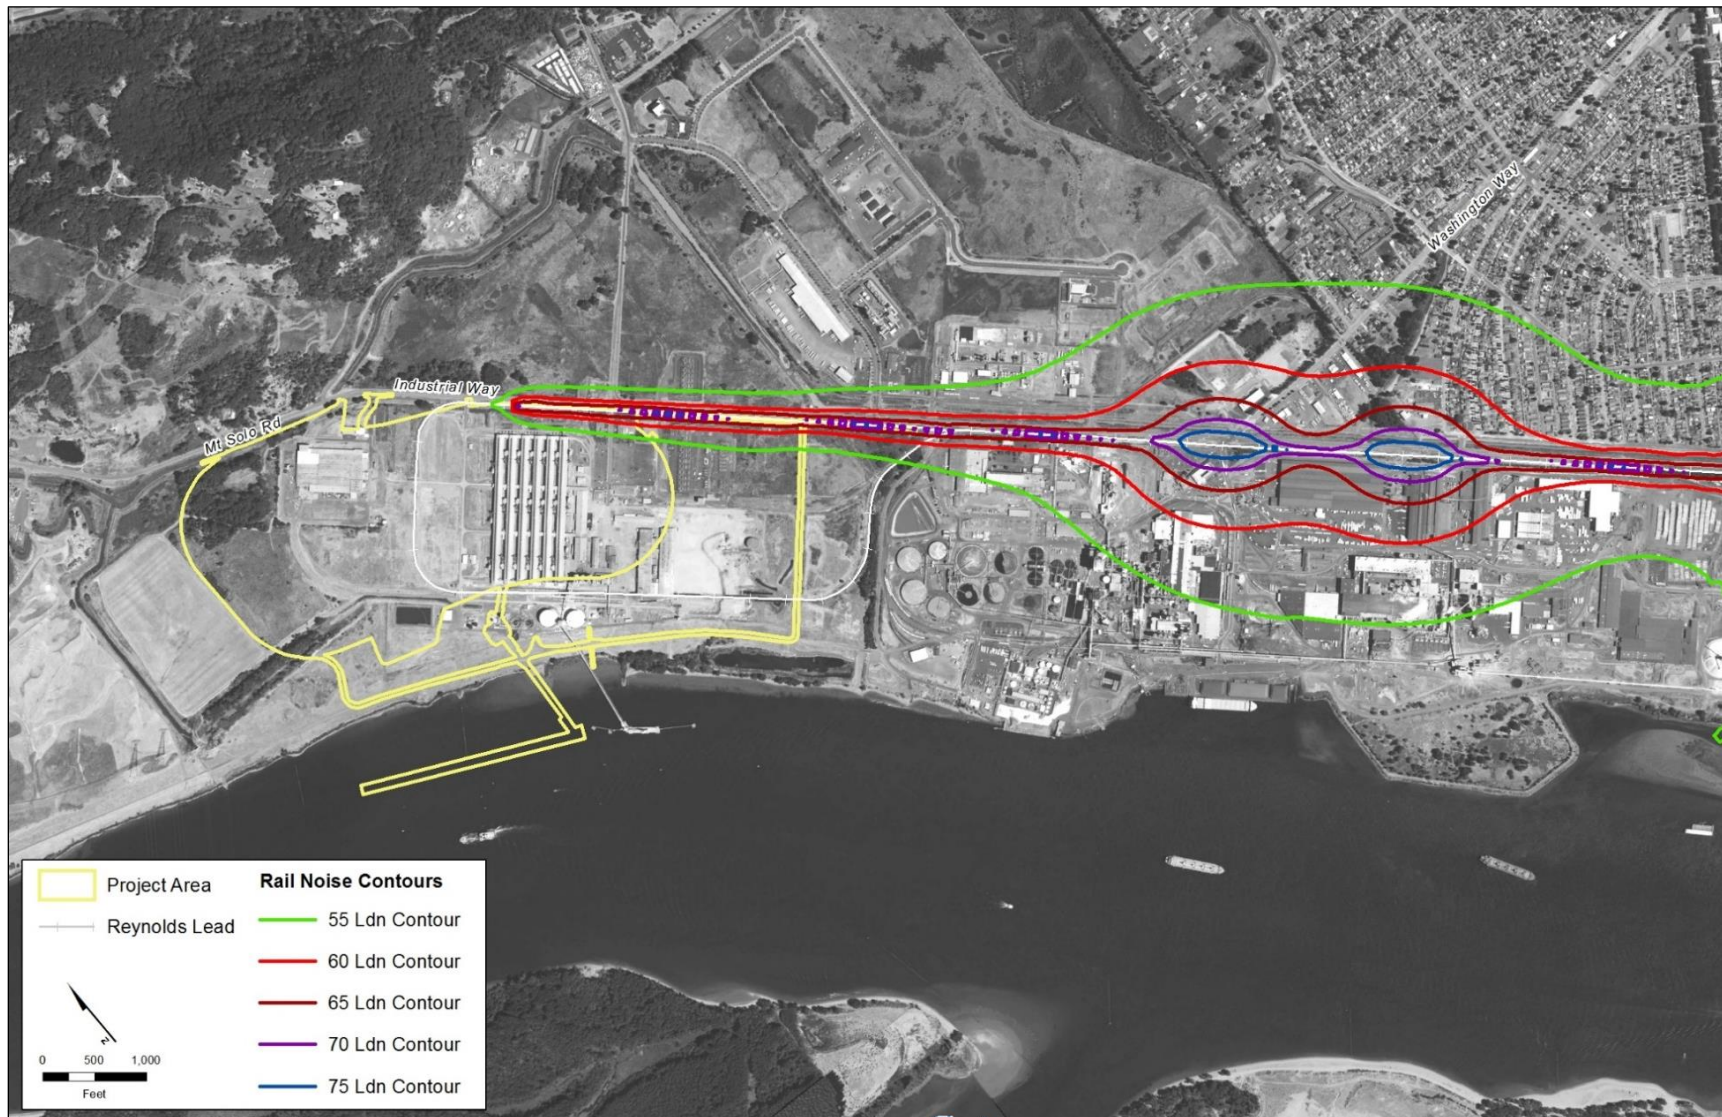 Washington Way
Industrial Way
Mt Solo Rd
Project Area
Reynolds Lead
Rail Noise Contours
55 Ldn Contour
60 Ldn Contour
65 Ldn Contour
70 Ldn Contour
75 Ldn Contour
N
0 500 1,000
Feet